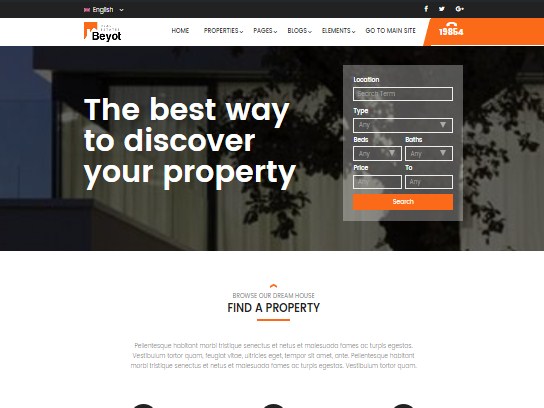 English
Beyot
HOME PROPERTIES PAGES BLOGS ELEMENTS GO TO MAIN SITE
19864
The best way
to discover
your property
Location
Search Term
Type
Any
Beds Baths
Any Any
Price To
Any Any
Search
BROWSE OUR DREAM HOUSE
FIND A PROPERTY
Pellentesque habitant morbi tristique senectus et netus et malesuada fames ac turpis egestas.
Vestibulum tortor quam, feugiat vitae, ultricies eget, tempor sit amet, ante. Pellentesque habitant
morbi tristique senectus et netus et malesuada fames ac turpis egestas. Vestibulum tortor quam.